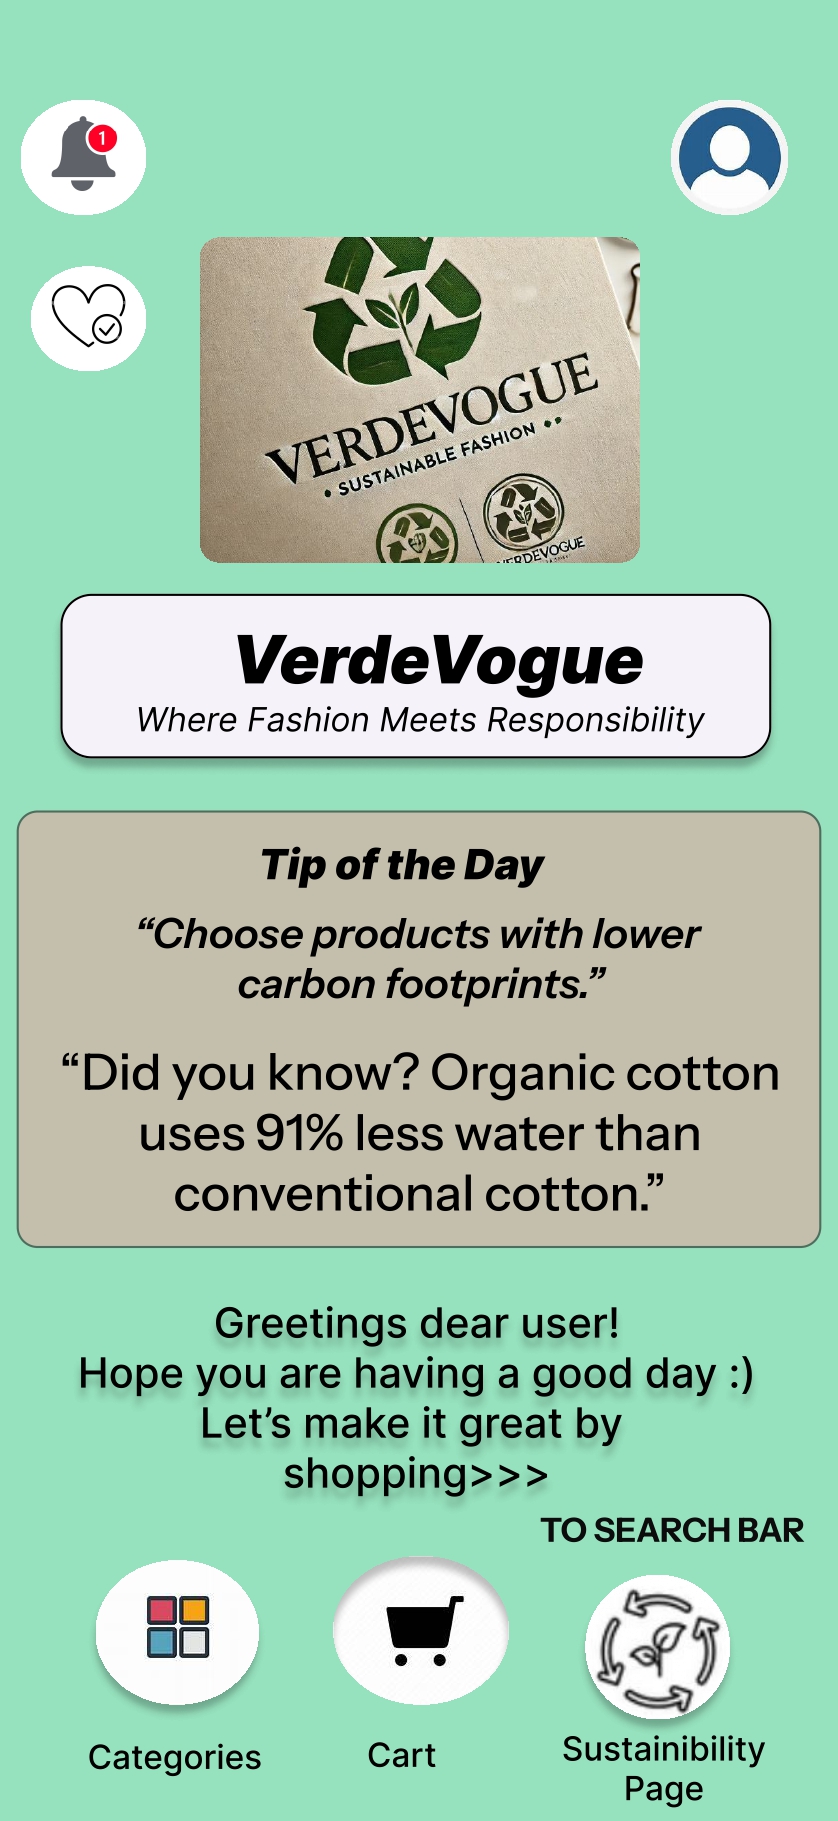 1
VERDEVOGUE
• SUSTAINABLE FASHION ••
VERDEVOGUE
VerdeVogue
Where Fashion Meets Responsibility
Tip of the Day
“Choose products with lower
carbon footprints.”
“Did you know? Organic cotton
uses 91% less water than
conventional cotton.”
Greetings dear user!
Hope you are having a good day :)
Let’s make it great by
shopping>>>
TO SEARCH BAR
Categories
Cart
Sustainibility
Page